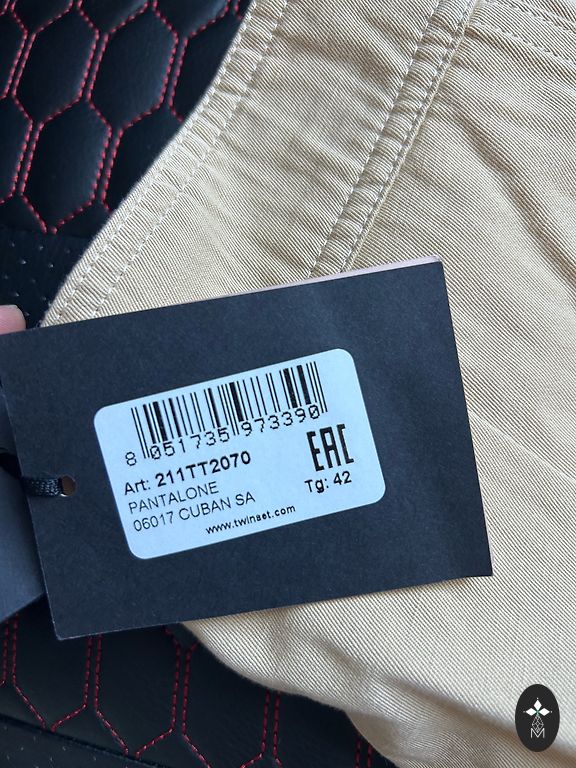 8 051735 973390
EAC
Art: 211TT2070
PANTALONE
Tg: 42
06017 CUBAN SA
www.twinset.com
M